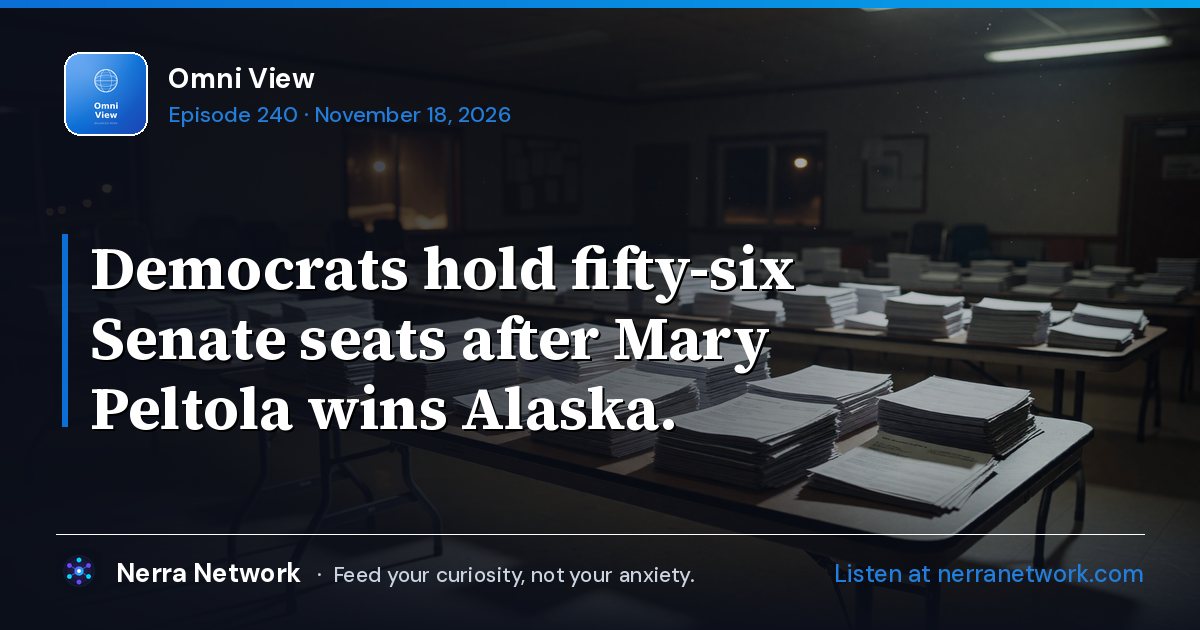 Omni
View
Omni View
Episode 240 · November 18, 2026
Democrats hold fifty-six
Senate seats after Mary
Peltola wins Alaska.
Nerra Network · Feed your curiosity, not your anxiety.
Listen at nerranetwork.com